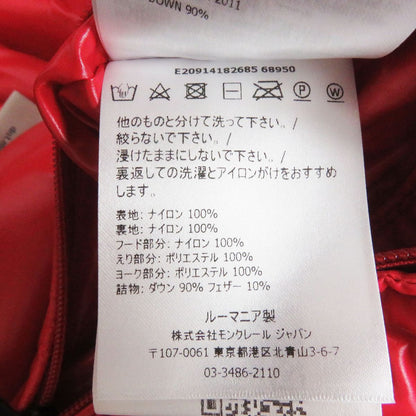 2011
DOWN 90%
E20914182685 68950
他のものと分けて洗って下さい。/
絞らないで下さい。/
浸けたままにしないで下さい。/
裏返しての洗濯とアイロンがけをおすすめ
します。
表地: ナイロン 100%
裏地: ナイロン 100%
フード部分: ナイロン 100%
えり部分: ポリエステル 100%
ヨーク部分: ポリエステル 100%
詰物: ダウン 90% フェザー 10%
ルーマニア製
株式会社モンクレール ジャパン
〒107-0061 東京都港区北青山3-6-7
03-3486-2110